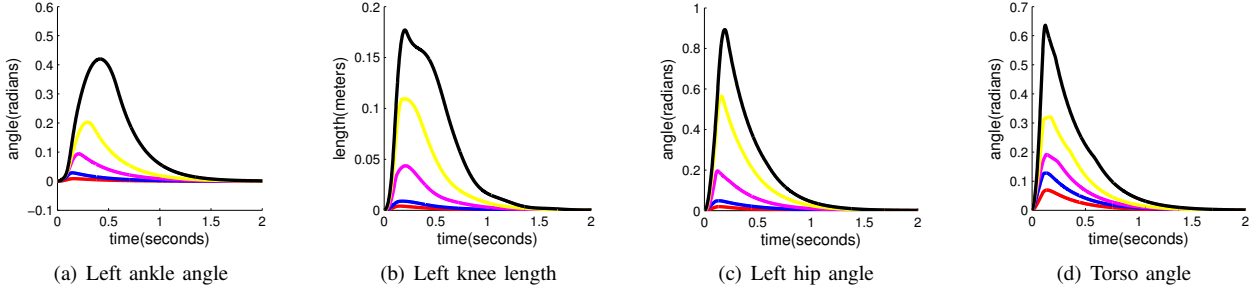 0.6
0.5
0.4
0.3
0.2
0.1
0
−0.1
angle(radians)
0 0.5 1 1.5 2
time(seconds)
(a) Left ankle angle
0.2
0.15
0.1
0.05
0
length(meters)
0 0.5 1 1.5 2
time(seconds)
(b) Left knee length
1
0.8
0.6
0.4
0.2
0
angle(radians)
0 0.5 1 1.5 2
time(seconds)
(c) Left hip angle
0.7
0.6
0.5
0.4
0.3
0.2
0.1
0
angle(radians)
0 0.5 1 1.5 2
time(seconds)
(d) Torso angle